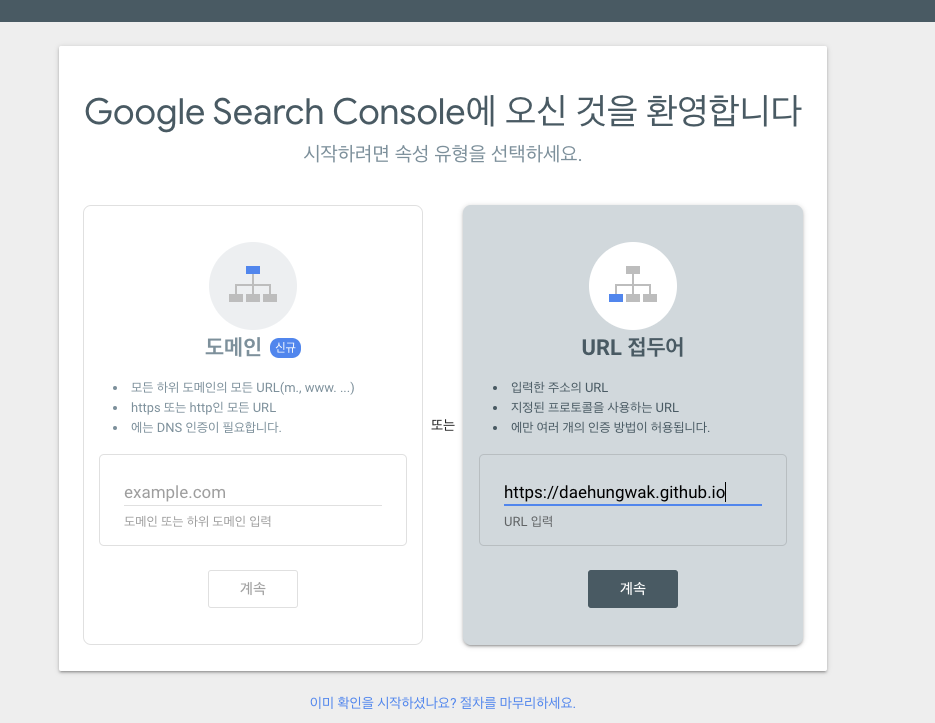 Google Search Console에 오신 것을 환영합니다
시작하려면 속성 유형을 선택하세요.
도메인 신규
모든 하위 도메인의 모든 URL(m., www. ...)
https 또는 http인 모든 URL
에는 DNS 인증이 필요합니다.
example.com
도메인 또는 하위 도메인 입력
계속
또는
URL 접두어
입력한 주소의 URL
지정된 프로토콜을 사용하는 URL
에만 여러 개의 인증 방법이 허용됩니다.
https://daehungwak.github.io
URL 입력
계속
이미 확인을 시작하셨나요? 절차를 마무리하세요.